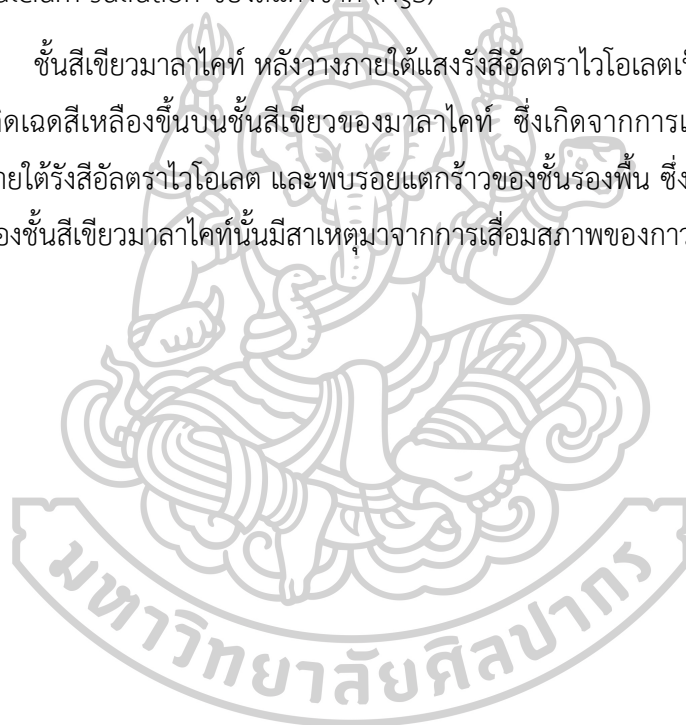 ชั้นสีเขียวมาลาไคท์ หลังวางภายใต้แสงรังสีอัลตราไวโอเลต
เฉดสีเหลืองขึ้นบนชั้นสีเขียวของมาลาไคท์ ซึ่งเกิดจากการ
ายใต้รังสีอัลตราไวโอเลต และพบรอยแตกร้าวของชั้นรองพื้น ซึ่ง
องชั้นสีเขียวมาลาไคท์นั้นมีสาเหตุมาจากการเสื่อมสภาพของกาว
มหาวิทยาลัยศิลปากร